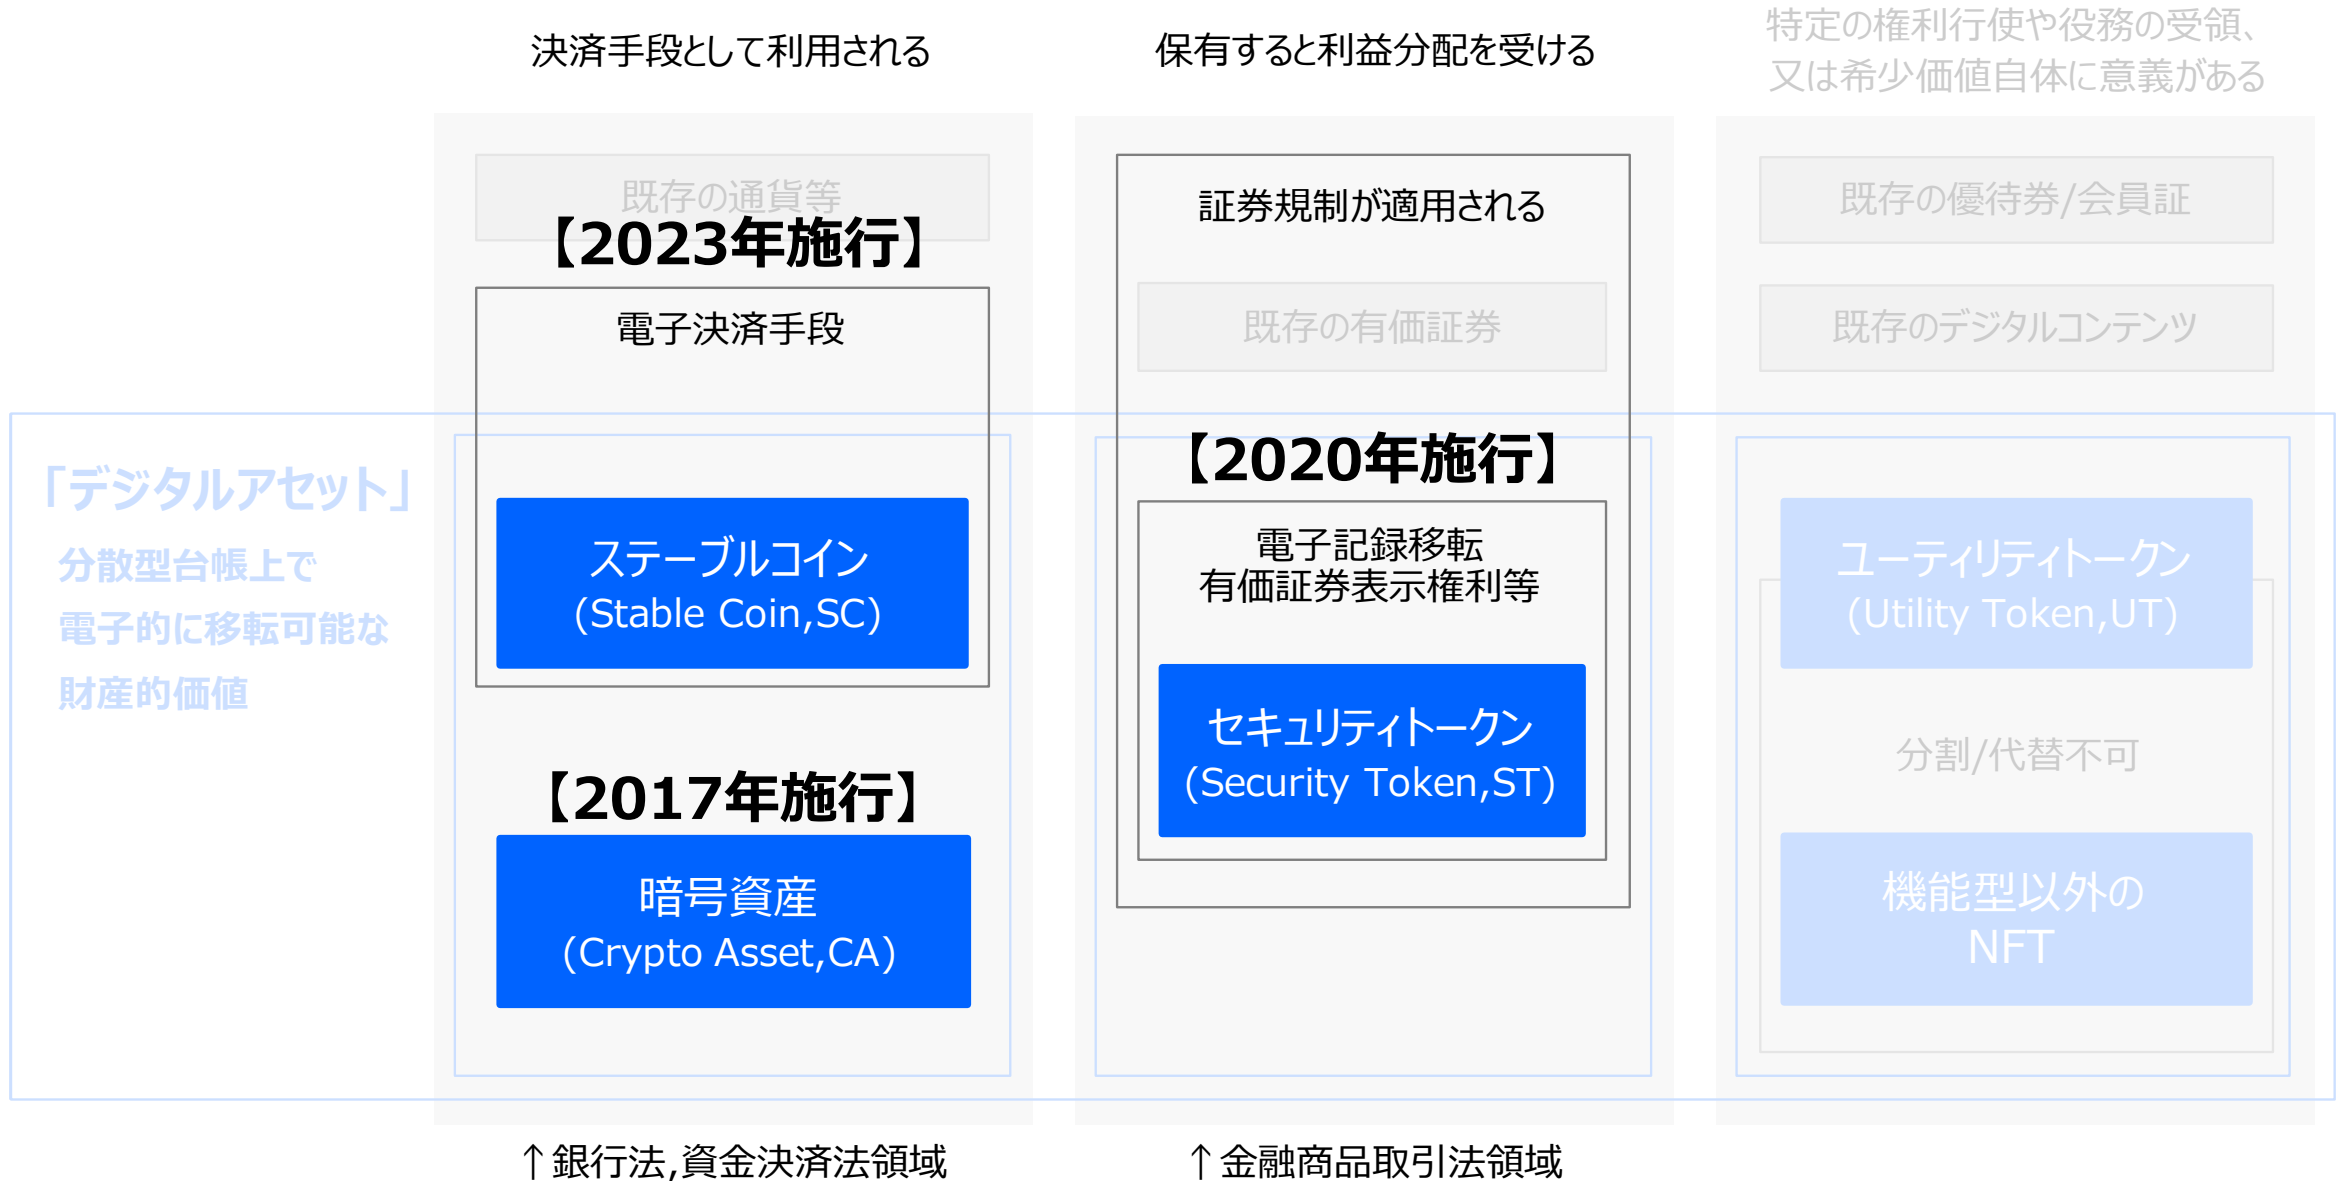 決済手段として利用される
既存の通貨等
【2023年施行】
電子決済手段
ステーブルコイン
(Stable Coin,SC)
【2017年施行】
暗号資産
(Crypto Asset,CA)
↑銀行法,資金決済法領域
保有すると利益分配を受ける
証券規制が適用される
既存の有価証券
【2020年施行】
電子記録移転
有価証券表示権利等
セキュリティトークン
(Security Token,ST)
↑金融商品取引法領域
特定の権利行使や役務の受領、
又は希少価値自体に意義がある
既存の優待券/会員証
既存のデジタルコンテンツ
ユーティリティトークン
(Utility Token,UT)
分割/代替不可
機能型以外の
NFT
「デジタルアセット」
分散型台帳上で
電子的に移転可能な
財産的価値